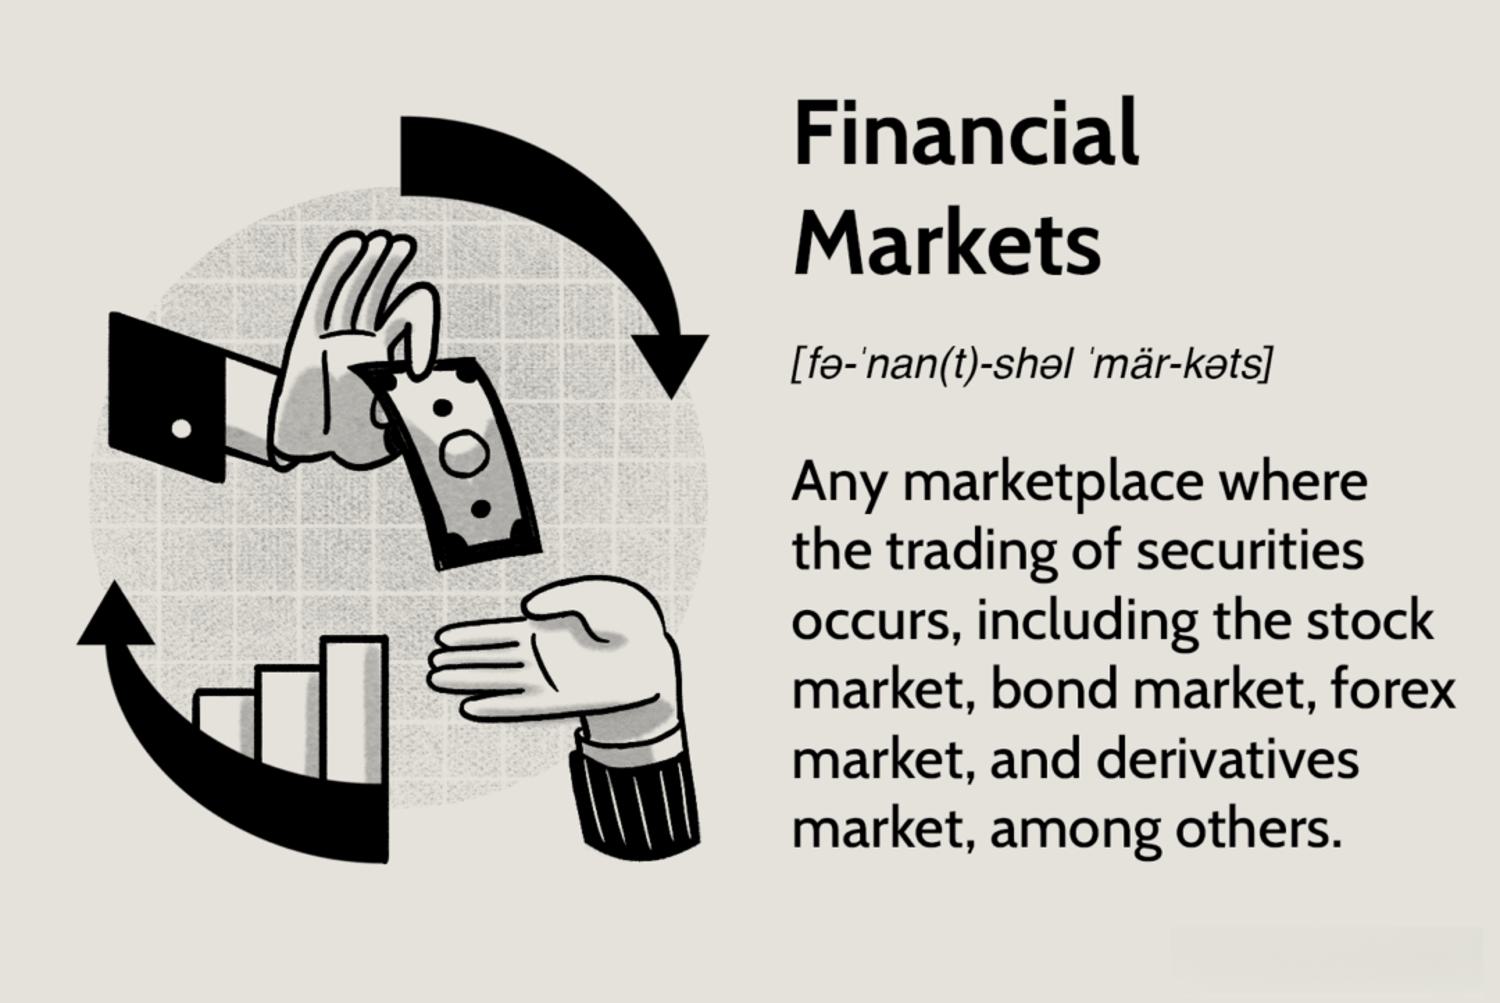 Financial
Markets
[fə-ˈnan(t)-shəl ˈmär-kəts]
Any marketplace where
the trading of securities
occurs, including the stock
market, bond market, forex
market, and derivatives
market, among others.